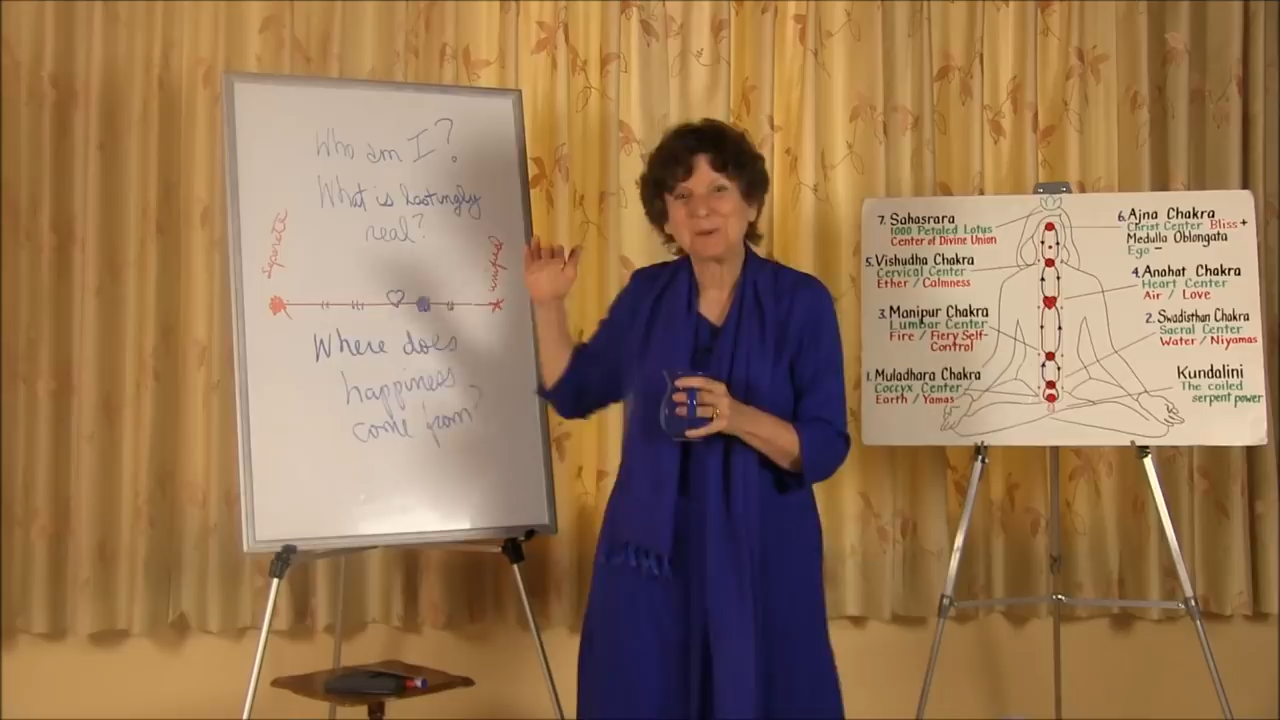 Who am I?
What is lastingly
real?
separate
unified
Where does
happiness
come from?
7. Sahasrara
1000 Petaled Lotus
Center of Divine Union
6. Ajna Chakra
Christ Center Bliss +
Medulla Oblongata
Ego -
5. Vishudha Chakra
Cervical Center
Ether / Calmness
4. Anahat Chakra
Heart Center
Air / Love
3. Manipur Chakra
Lumbar Center
Fire / Fiery Self-
Control
2. Swadisthan Chakra
Sacral Center
Water / Niyamas
1. Muladhara Chakra
Coccyx Center
Earth / Yamas
Kundalini
The coiled
serpent power